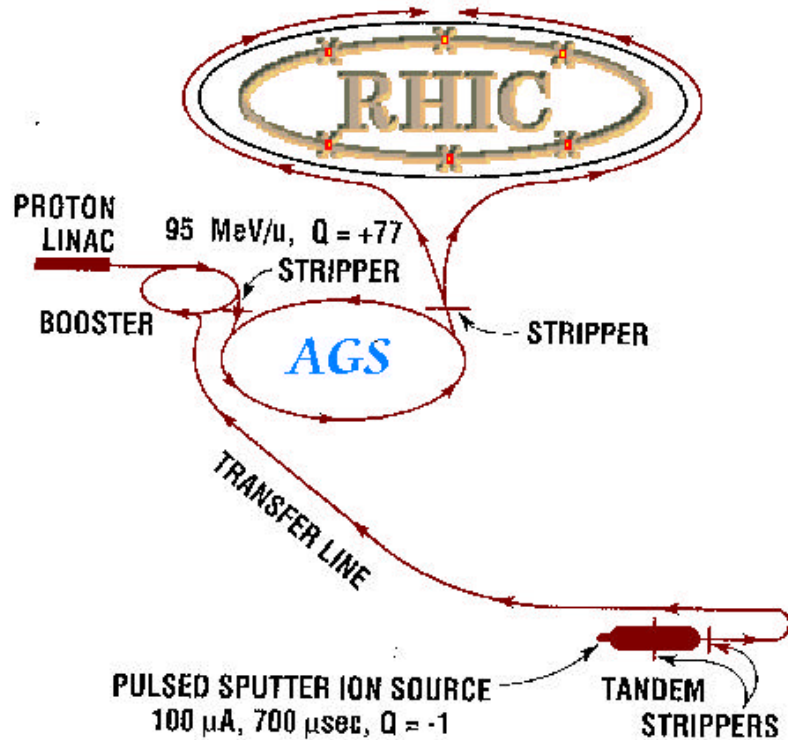 RHIC
PROTON
LINAC
95 MeV/u, Q = +77
STRIPPER
BOOSTER
STRIPPER
AGS
TRANSFER LINE
PULSED SPUTTER ION SOURCE
100 µA, 700 µsec, Q = -1
TANDEM
STRIPPERS